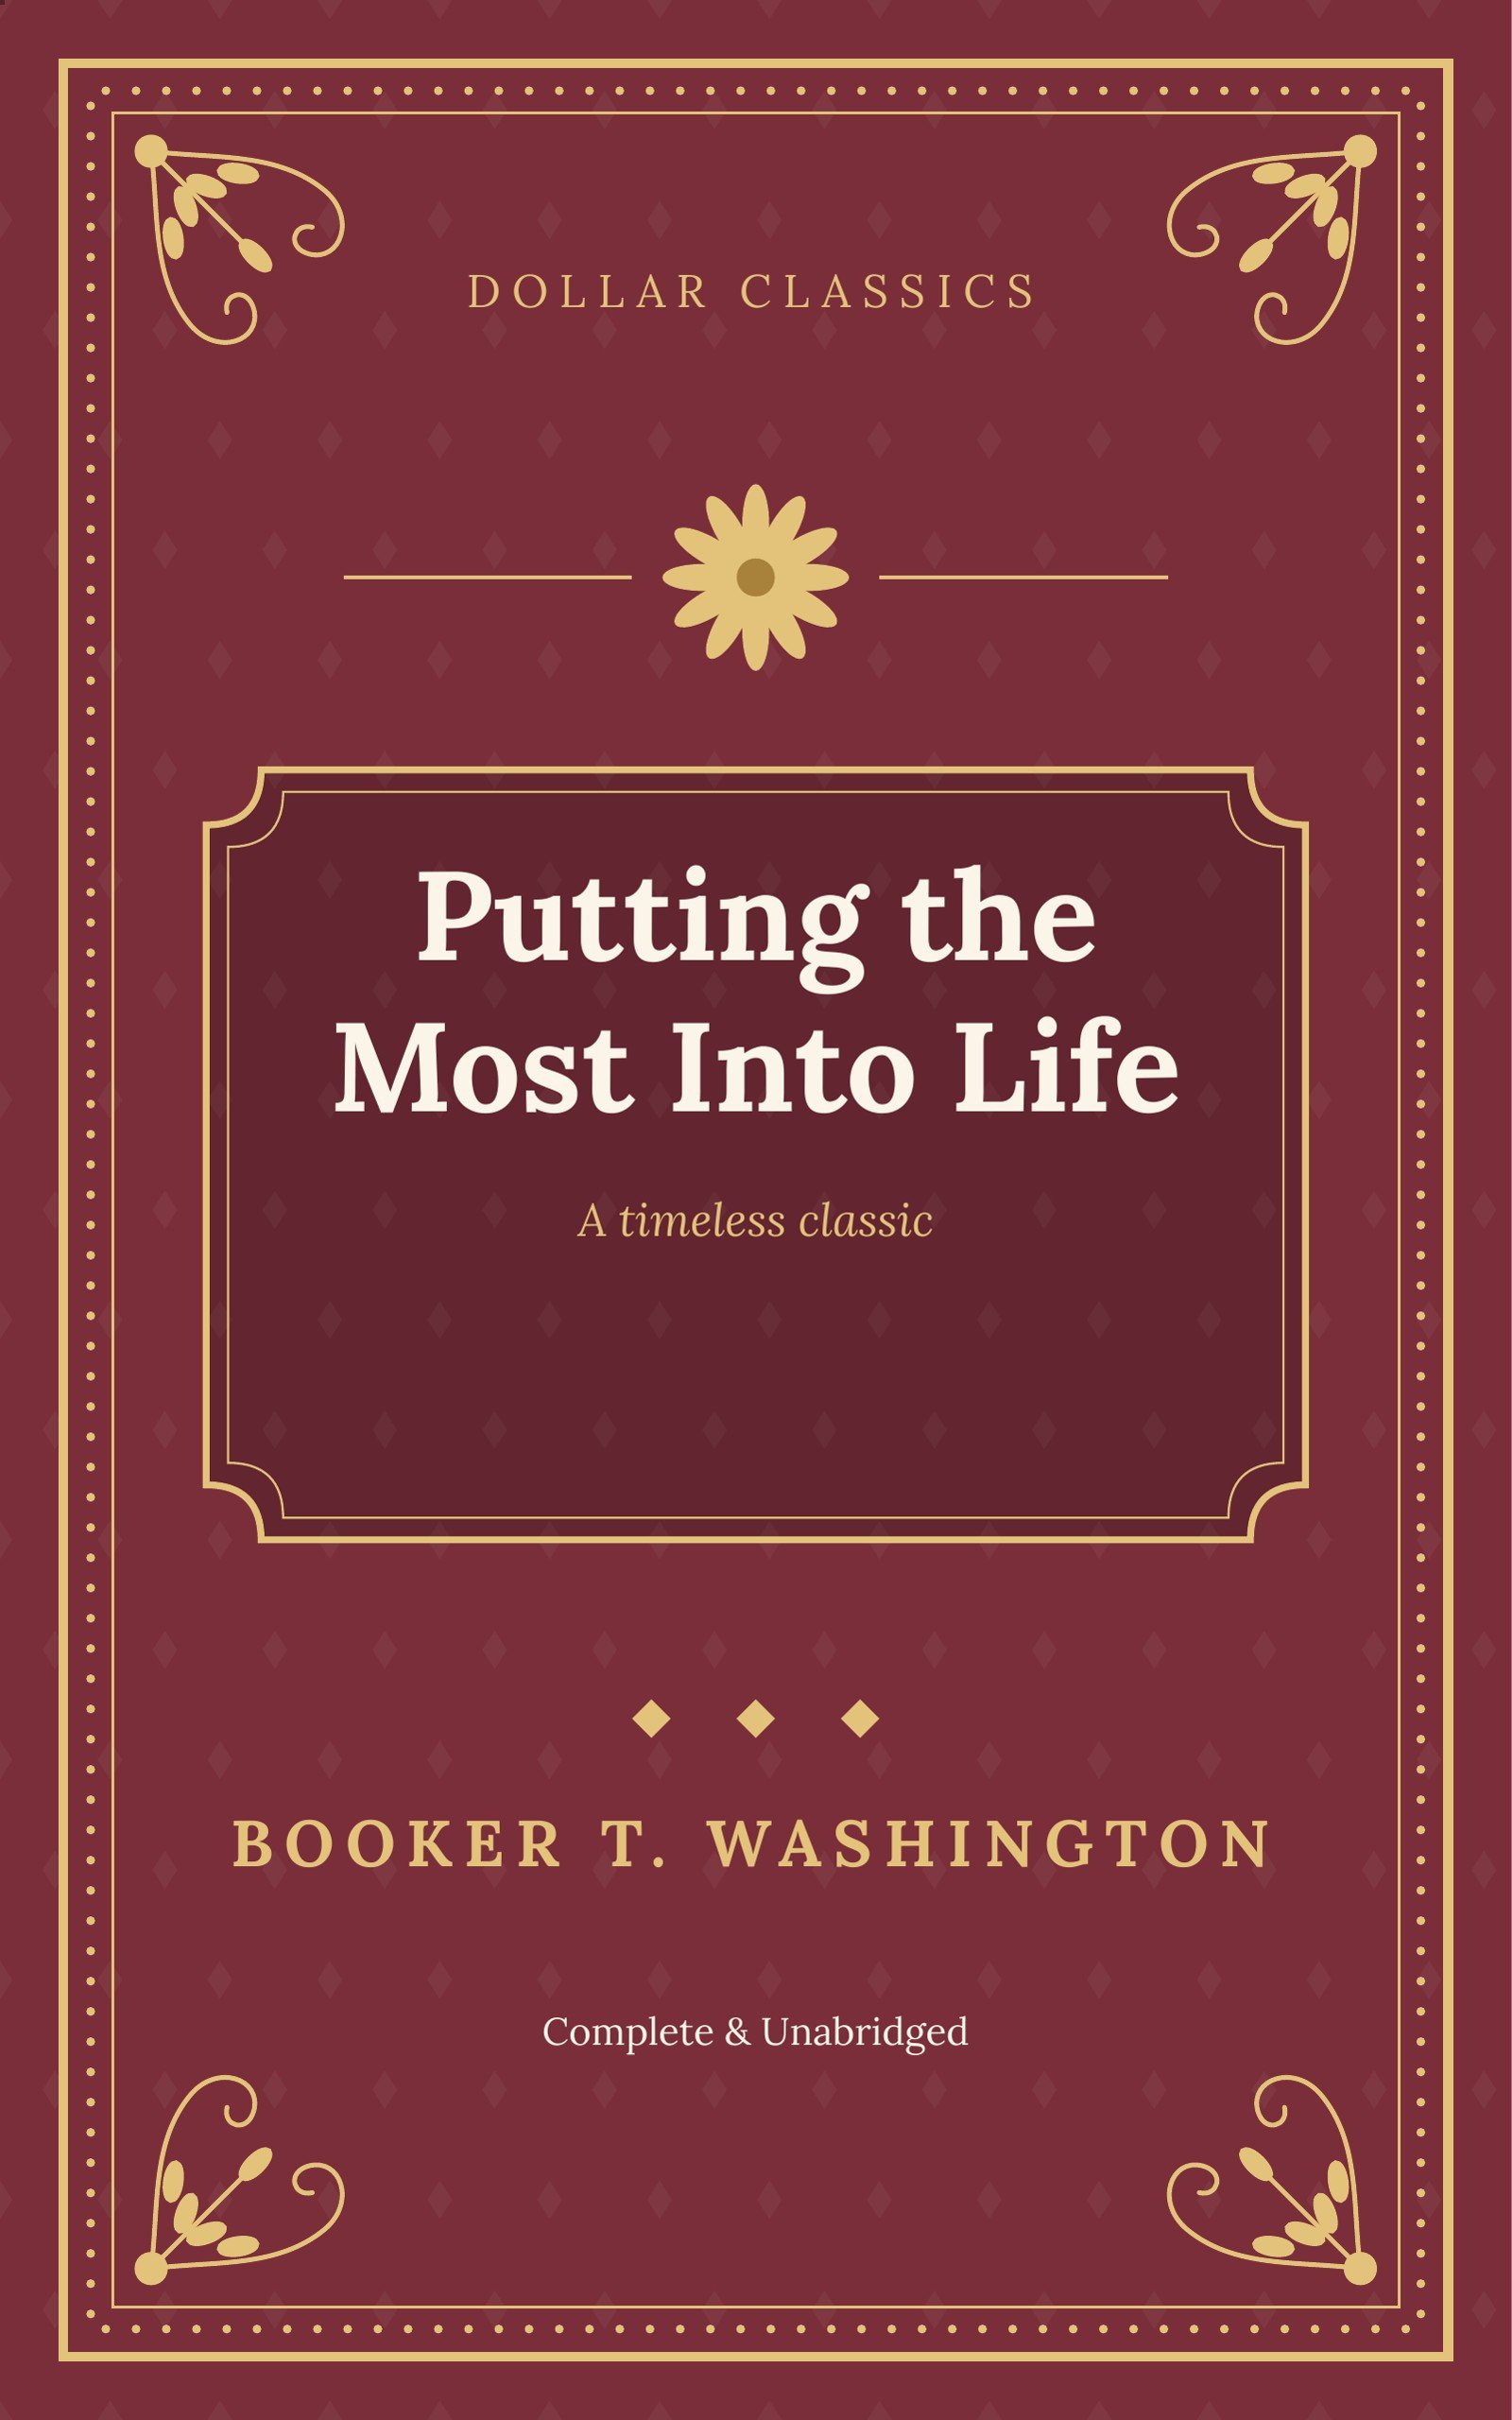 DOLLAR CLASSICS
Putting the
Most Into Life
A timeless classic
BOOKER T. WASHINGTON
Complete & Unabridged